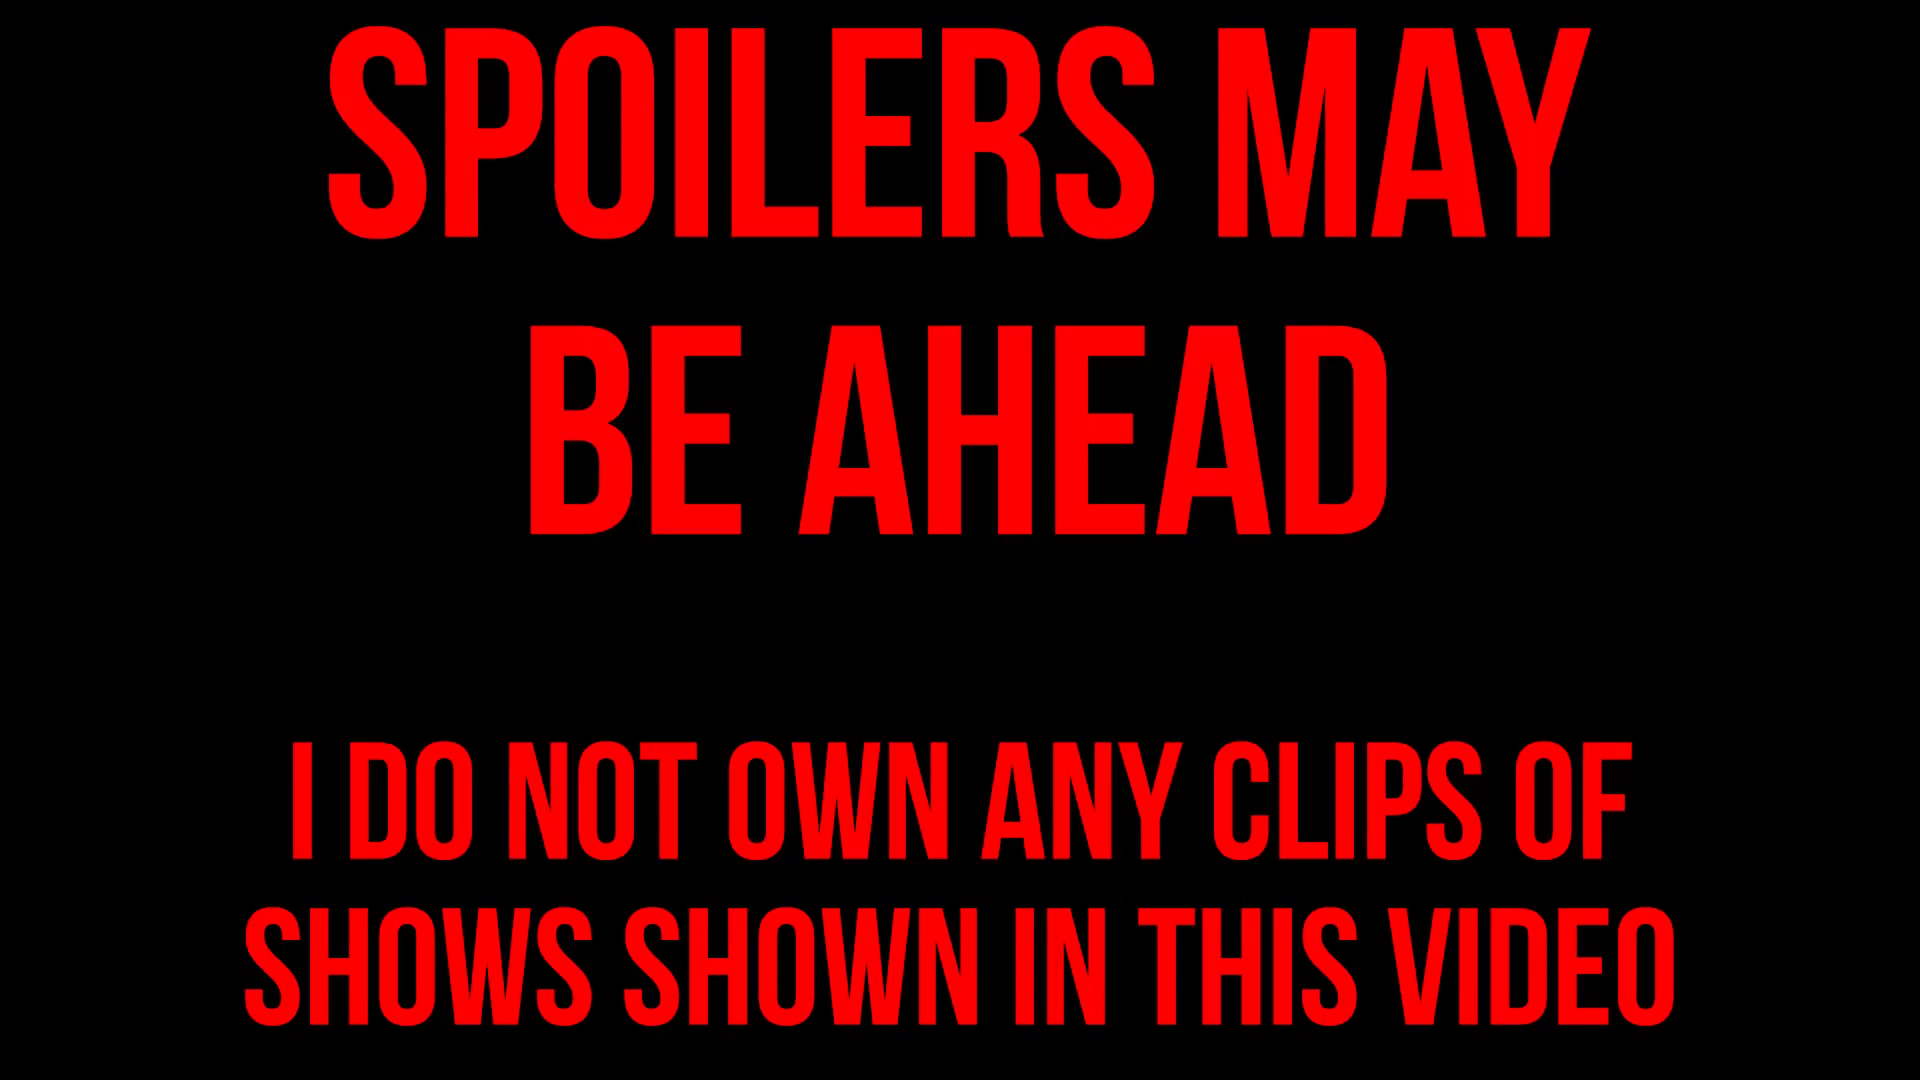 SPOILERS MAY
BE AHEAD
I DO NOT OWN ANY CLIPS OF
SHOWS SHOWN IN THIS VIDEO